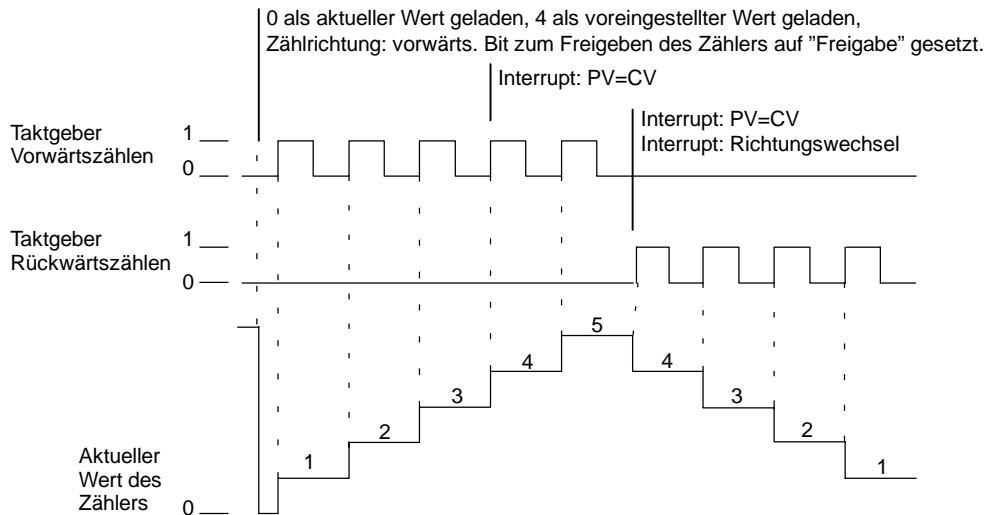 0 als aktueller Wert geladen, 4 als voreingestellter Wert geladen,
Zählrichtung: vorwärts. Bit zum Freigeben des Zählers auf ”Freigabe” gesetzt.
Interrupt: PV=CV
Interrupt: PV=CV
Interrupt: Richtungswechsel
Taktgeber
Vorwärtszählen
1
0
Taktgeber
Rückwärtszählen
1
0
5
4
4
3
3
2
2
1
1
Aktueller
Wert des
Zählers
0